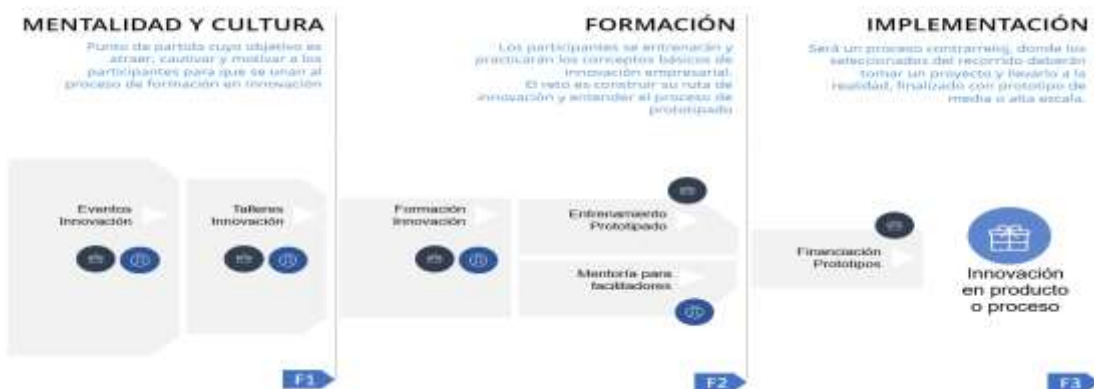 MENTALIDAD Y CULTURA
Punto de partida cuyo objetivo es
atraer, cautivar y motivar a los
participantes para que se unan al
proceso de formación en innovación
Eventos
Innovación
Talleres
Innovación
F1
FORMACIÓN
Los participantes se entrenarán y
practicarán los conceptos básicos de
innovación empresarial.
El reto es construir su ruta de
innovación y entender el proceso de
prototipado
Formación
Innovación
Entrenamiento
Prototipado
Mentoría para
facilitadores
F2
IMPLEMENTACIÓN
Será un proceso contrarreloj, donde los
seleccionados del recorrido deberán
tomar un proyecto y llevarlo a la
realidad, finalizado con prototipo de
media o alta escala.
Financiación
Prototipos
Innovación
en producto
o proceso
F3